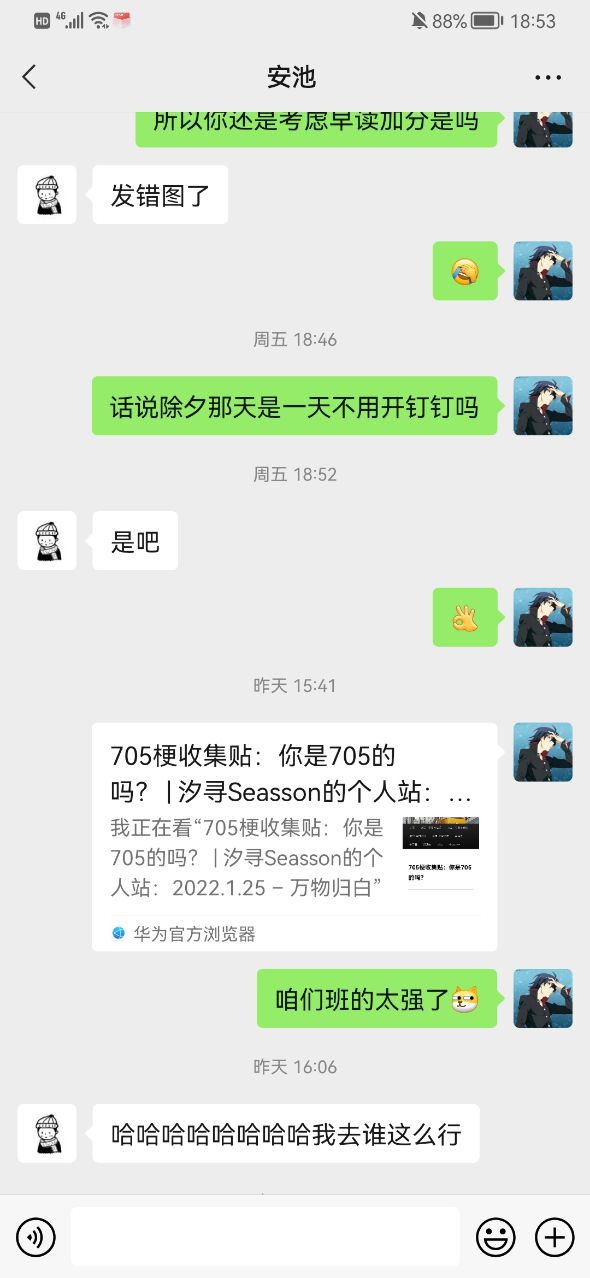 HD 4G 88% 18:53
安池
所以你还是考虑早读加分是吗
发错图了
周五 18:46
话说除夕那天是一天不用开钉钉吗
周五 18:52
是吧
昨天 15:41
705梗收集贴：你是705的
吗？ | 汐寻Seasson的个人站：…
我正在看“705梗收集贴：你是
705的吗？ | 汐寻Seasson的个
人站：2022.1.25 – 万物归白”
705梗收集贴：你是705
的吗？
华为官方浏览器
咱们班的太强了
昨天 16:06
哈哈哈哈哈哈哈哈我去谁这么行